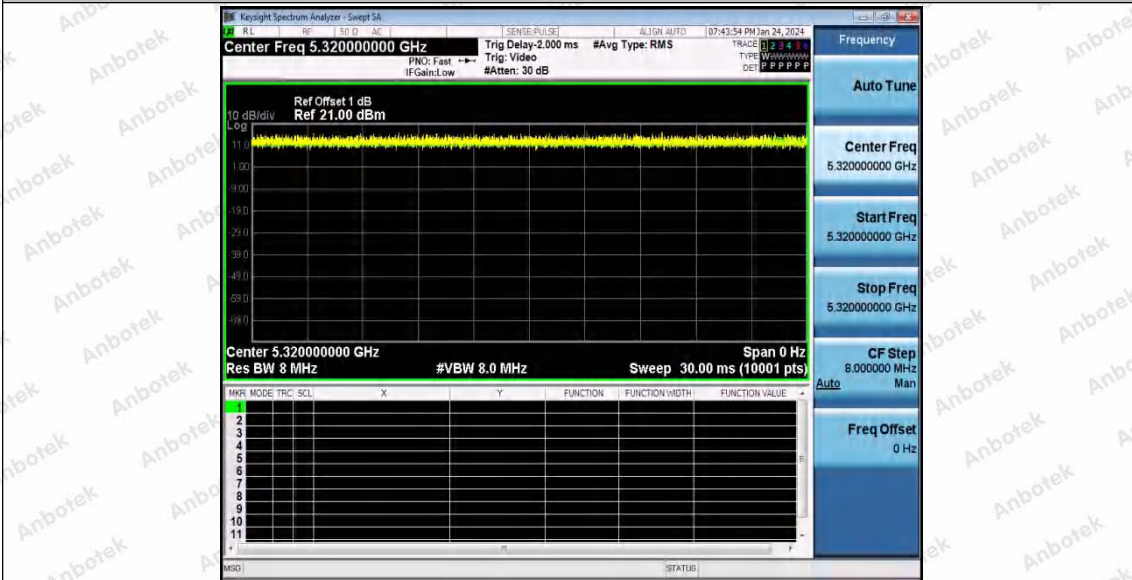 Keysight Spectrum Analyzer - Swept SA
RL RF 50 Ω AC SENSE:PULSE ALIGN AUTO 07:43:54 PM Jan 24, 2024
Center Freq 5.320000000 GHz
PNO: Fast
IFGain:Low
Trig Delay-2.000 ms
Trig: Video
#Atten: 30 dB
#Avg Type: RMS
TRACE 1 2 3 4 5 6
TYPE W
DET P P P P P P
Ref Offset 1 dB
10 dB/div Ref 21.00 dBm
Log
11.0
1.00
-9.00
-19.0
-29.0
-39.0
-49.0
-59.0
-69.0
Center 5.320000000 GHz Span 0 Hz
Res BW 8 MHz #VBW 8.0 MHz Sweep 30.00 ms (10001 pts)
MKR MODE TRC SCL X Y FUNCTION FUNCTION WIDTH FUNCTION VALUE
1
2
3
4
5
6
7
8
9
10
11
MSG STATUS
Frequency
Auto Tune
Center Freq
5.320000000 GHz
Start Freq
5.320000000 GHz
Stop Freq
5.320000000 GHz
CF Step
8.000000 MHz
Auto Man
Freq Offset
0 Hz
Anbotek